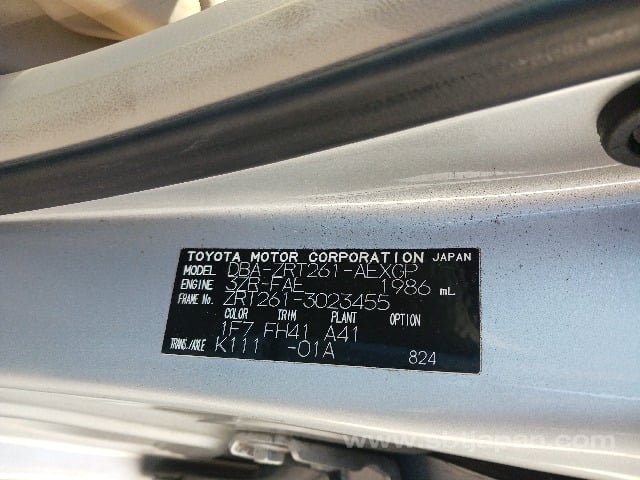 TOYOTA MOTOR CORPORATION JAPAN
MODEL DBA-ZRT261-AEXGP
ENGINE 3ZR-FAE 1986 mL
FRAME No. ZRT261-3023455
COLOR TRIM PLANT OPTION
1F7 FH41 A41
TRANS./AXLE K111 -01A 824
www.sbtjapan.com